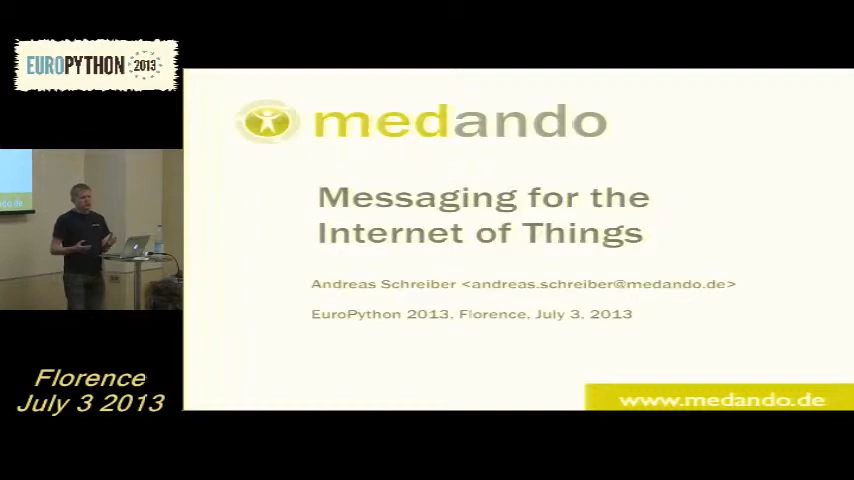 EUROPYTHON 2013
medando
Messaging for the
Internet of Things
Andreas Schreiber <andreas.schreiber@medando.de>
EuroPython 2013, Florence, July 3, 2013
www.medando.de
Florence
July 3 2013